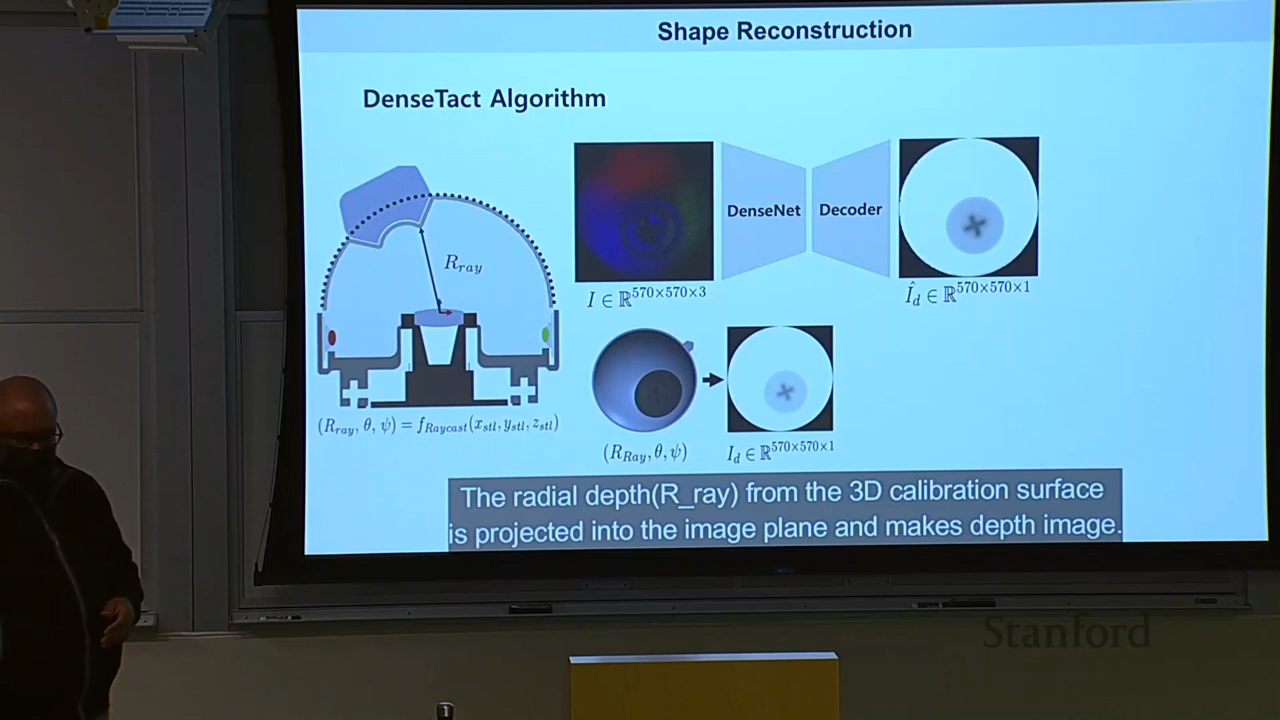 Shape Reconstruction
DenseTact Algorithm
R_ray
DenseNet
Decoder
I ∈ ℝ^570×570×3
Î_d ∈ ℝ^570×570×1
(R_ray, θ, ψ) = f_Raycast(x_stl, y_stl, z_stl)
(R_Ray, θ, ψ)
I_d ∈ ℝ^570×570×1
The radial depth(R_ray) from the 3D calibration surface
is projected into the image plane and makes depth image.
Stanford